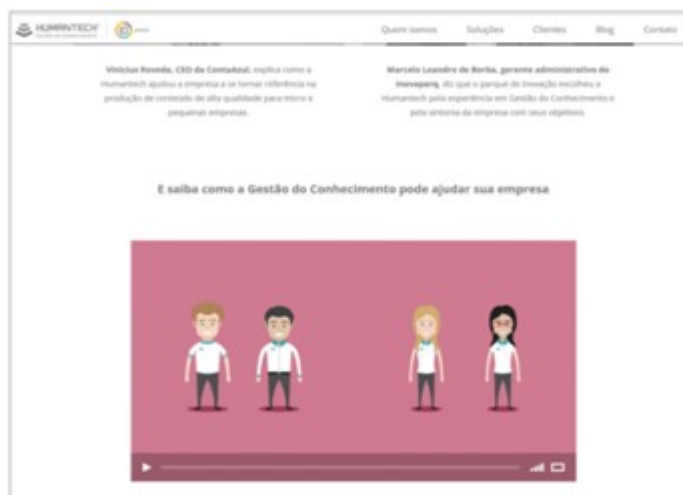 HUMANTECH
GESTÃO DO CONHECIMENTO
Quem somos Soluções Clientes Blog Contato
Vinicius Roveda, CEO da ContaAzul, explica como a
Humantech ajudou a empresa a se tornar referência na
produção de conteúdo de alta qualidade para micro e
pequenas empresas.
Marcelo Leandro de Borba, gerente administrativo do
Inovaparq, diz que o parque de inovação escolheu a
Humantech pela experiência em Gestão do Conhecimento e
pela sintonia da empresa com seus objetivos.
E saiba como a Gestão do Conhecimento pode ajudar sua empresa